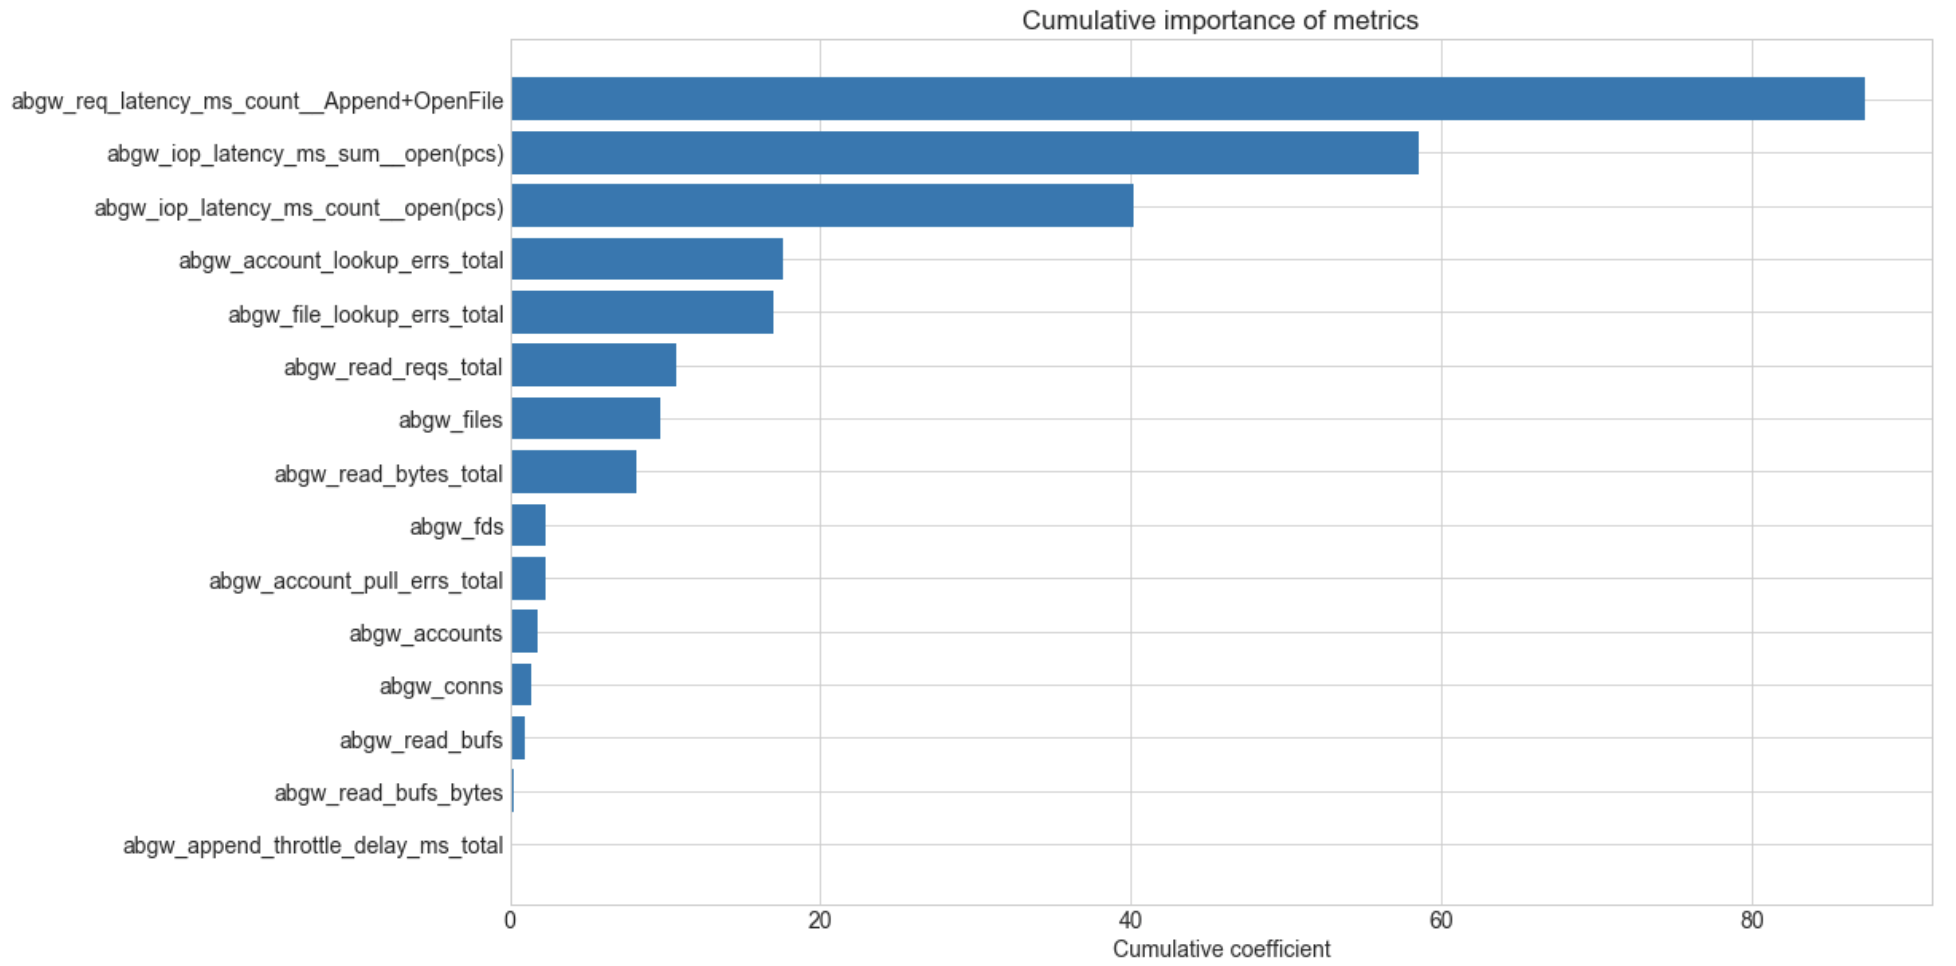 Cumulative importance of metrics
abgw_req_latency_ms_count__Append+OpenFile
abgw_iop_latency_ms_sum__open(pcs)
abgw_iop_latency_ms_count__open(pcs)
abgw_account_lookup_errs_total
abgw_file_lookup_errs_total
abgw_read_reqs_total
abgw_files
abgw_read_bytes_total
abgw_fds
abgw_account_pull_errs_total
abgw_accounts
abgw_conns
abgw_read_bufs
abgw_read_bufs_bytes
abgw_append_throttle_delay_ms_total
0 20 40 60 80
Cumulative coefficient